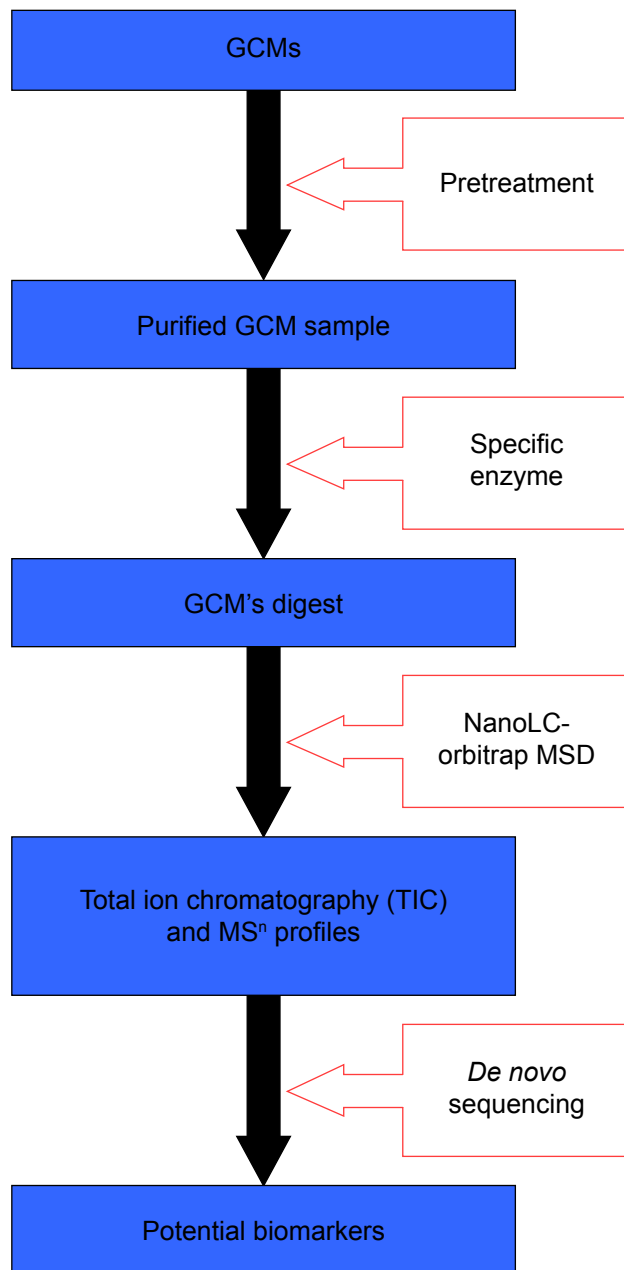 GCMs
Pretreatment
Purified GCM sample
Specific
enzyme
GCM’s digest
NanoLC-
orbitrap MSD
Total ion chromatography (TIC)
and MSⁿ profiles
De novo
sequencing
Potential biomarkers